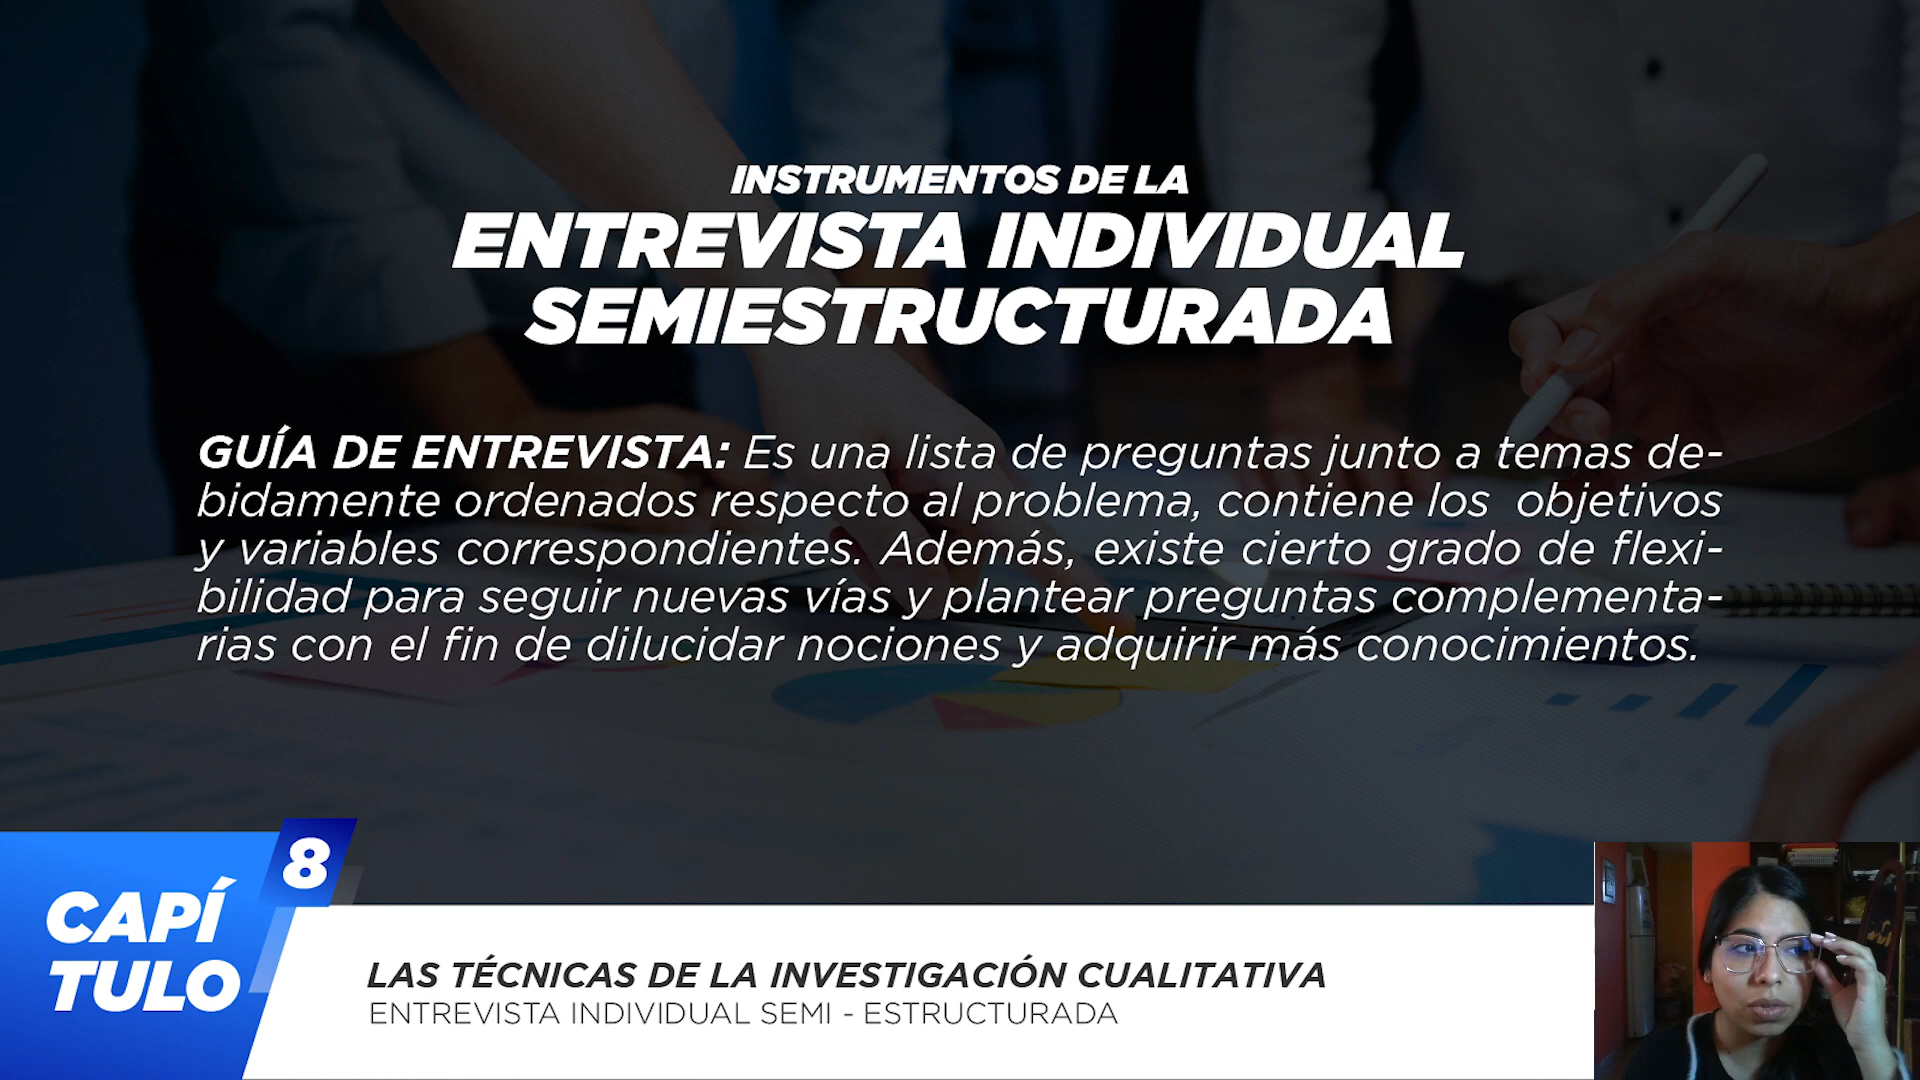 INSTRUMENTOS DE LA
ENTREVISTA INDIVIDUAL
SEMIESTRUCTURADA
GUÍA DE ENTREVISTA: Es una lista de preguntas junto a temas de-
bidamente ordenados respecto al problema, contiene los objetivos
y variables correspondientes. Además, existe cierto grado de flexi-
bilidad para seguir nuevas vías y plantear preguntas complementa-
rias con el fin de dilucidar nociones y adquirir más conocimientos.
8
CAPÍ
TULO
LAS TÉCNICAS DE LA INVESTIGACIÓN CUALITATIVA
ENTREVISTA INDIVIDUAL SEMI - ESTRUCTURADA